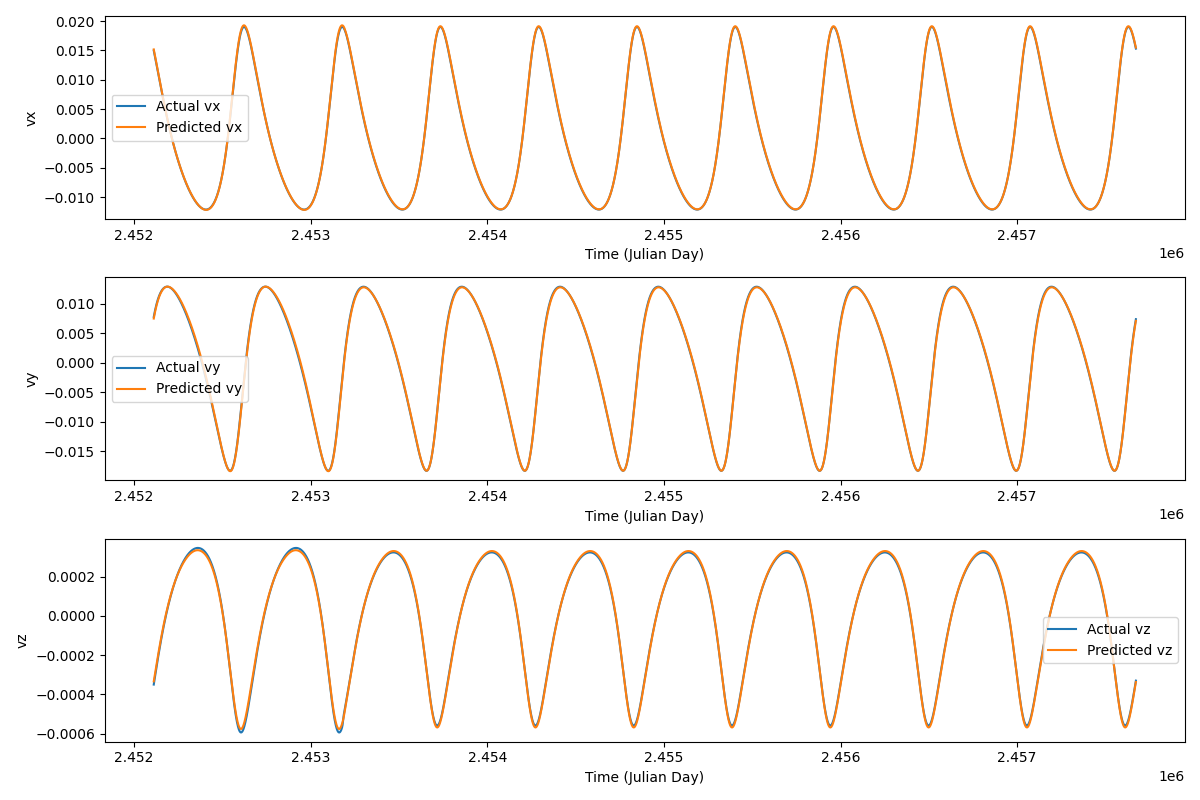 0.020
0.015
0.010
0.005
0.000
−0.005
−0.010
vx
Actual vx
Predicted vx
2.452 2.453 2.454 2.455 2.456 2.457
Time (Julian Day)
1e6
0.010
0.005
0.000
−0.005
−0.010
−0.015
vy
Actual vy
Predicted vy
2.452 2.453 2.454 2.455 2.456 2.457
Time (Julian Day)
1e6
0.0002
0.0000
−0.0002
−0.0004
−0.0006
vz
Actual vz
Predicted vz
2.452 2.453 2.454 2.455 2.456 2.457
Time (Julian Day)
1e6